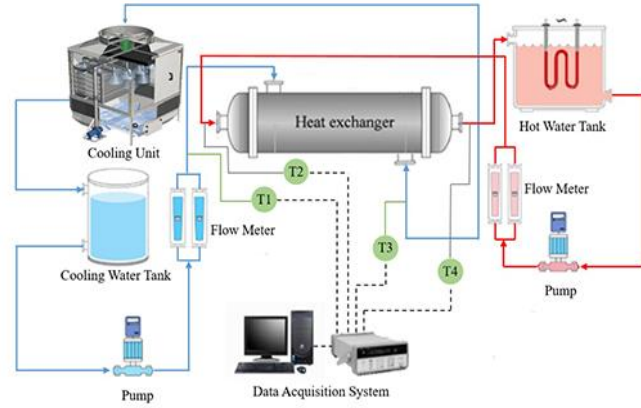 Heat exchanger
Hot Water Tank
Cooling Unit
T2
T1
Flow Meter
Flow Meter
T3
T4
Cooling Water Tank
Pump
Pump
Data Acquisition System